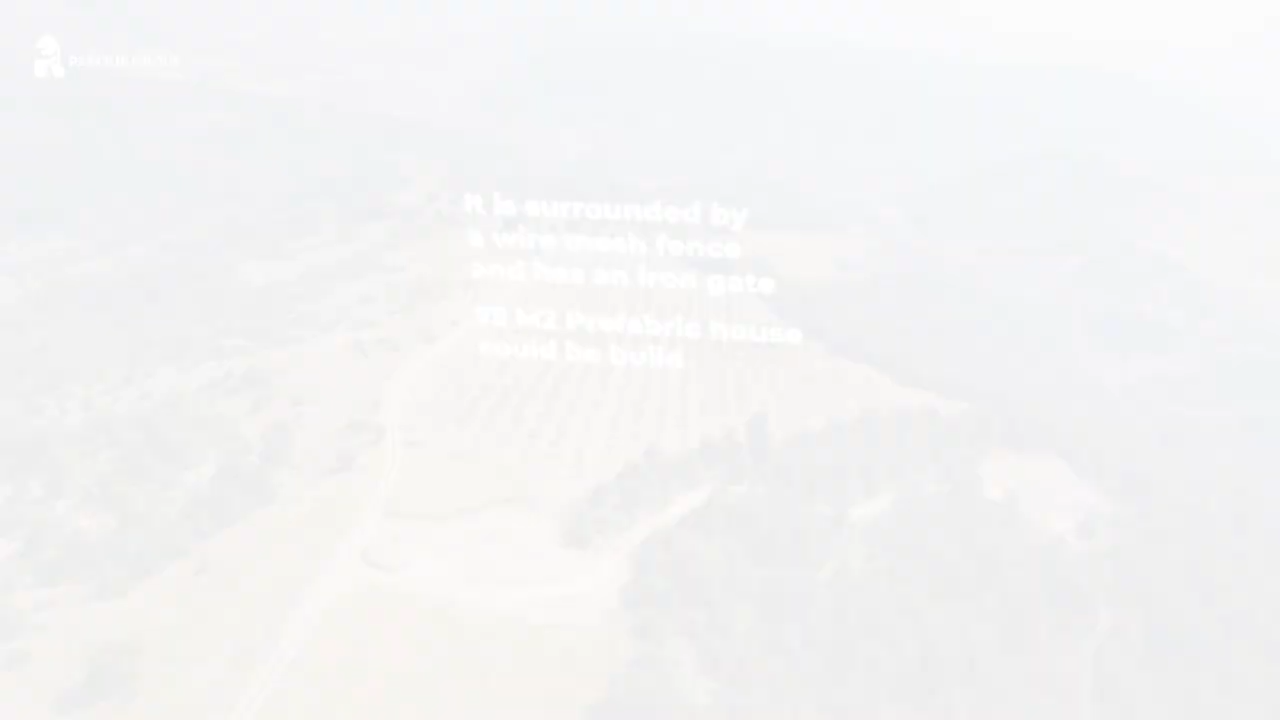 It is surrounded by
a wire mesh fence
and has an iron gate
M2 Prefabric house
could be build